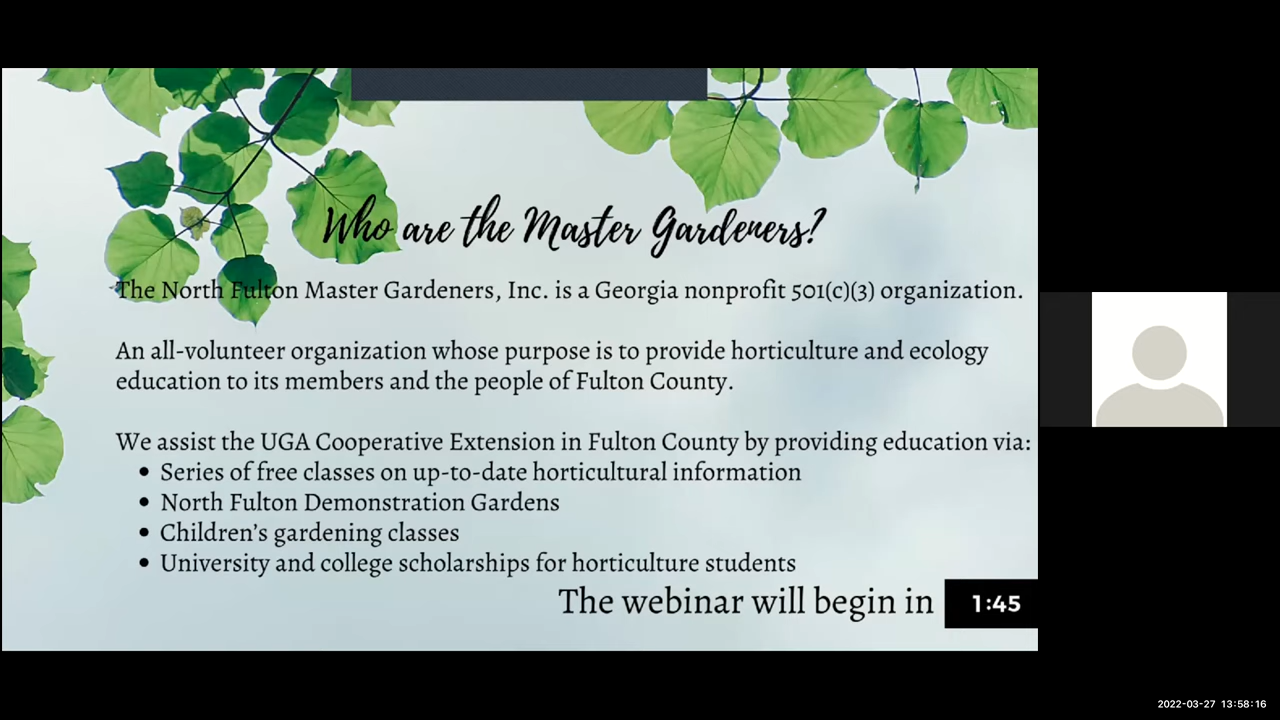 Who are the Master Gardeners?
The North Fulton Master Gardeners, Inc. is a Georgia nonprofit 501(c)(3) organization.
An all-volunteer organization whose purpose is to provide horticulture and ecology
education to its members and the people of Fulton County.
We assist the UGA Cooperative Extension in Fulton County by providing education via:
• Series of free classes on up-to-date horticultural information
• North Fulton Demonstration Gardens
• Children’s gardening classes
• University and college scholarships for horticulture students
The webinar will begin in 1:45
2022-03-27 13:58:16